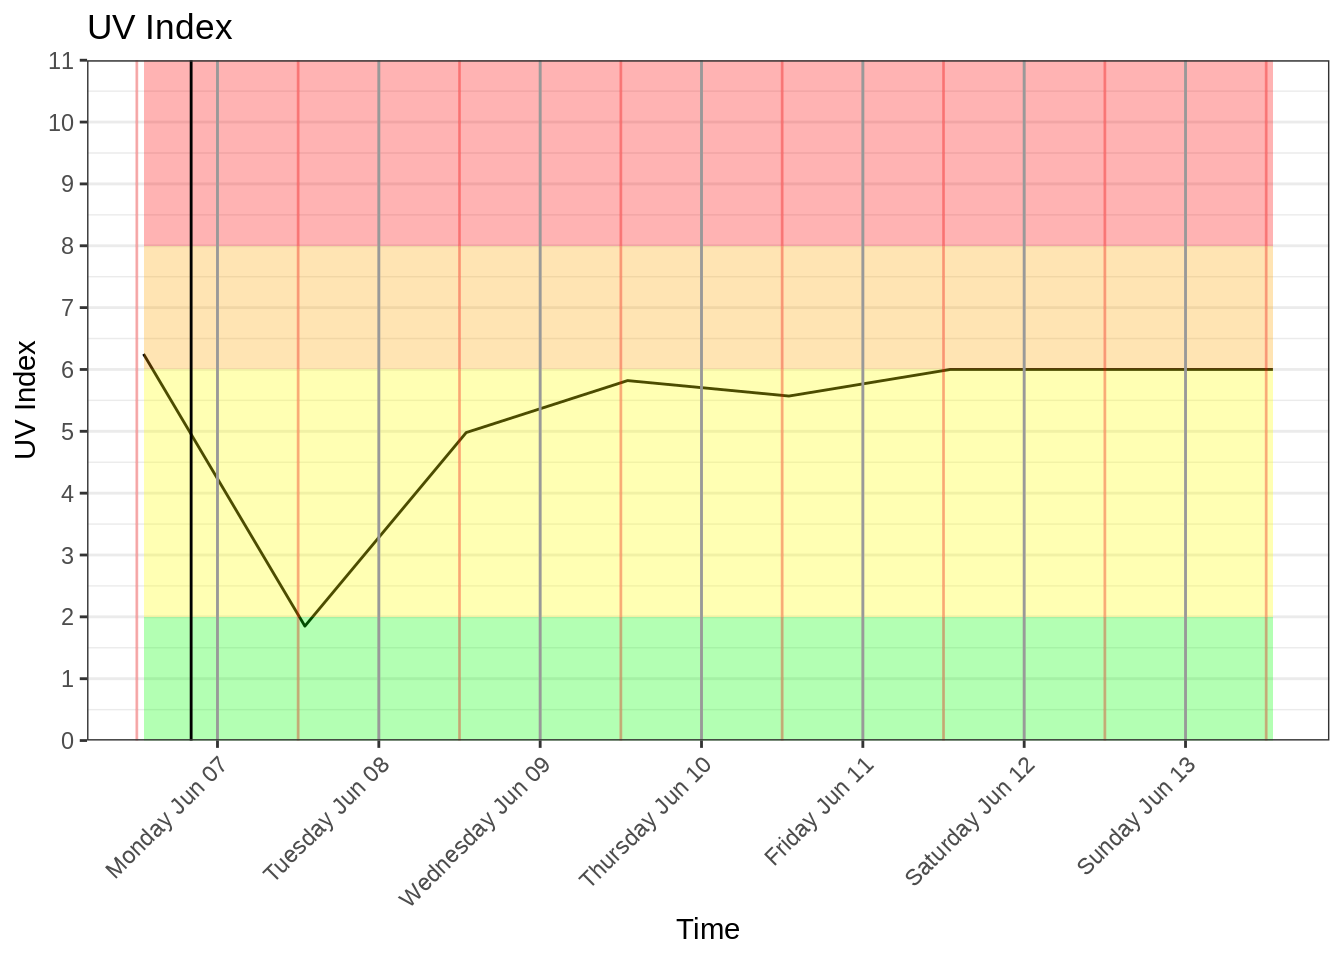 UV Index
11
10
9
8
7
6
5
4
3
2
1
0
UV Index
Monday Jun 07
Tuesday Jun 08
Wednesday Jun 09
Thursday Jun 10
Friday Jun 11
Saturday Jun 12
Sunday Jun 13
Time